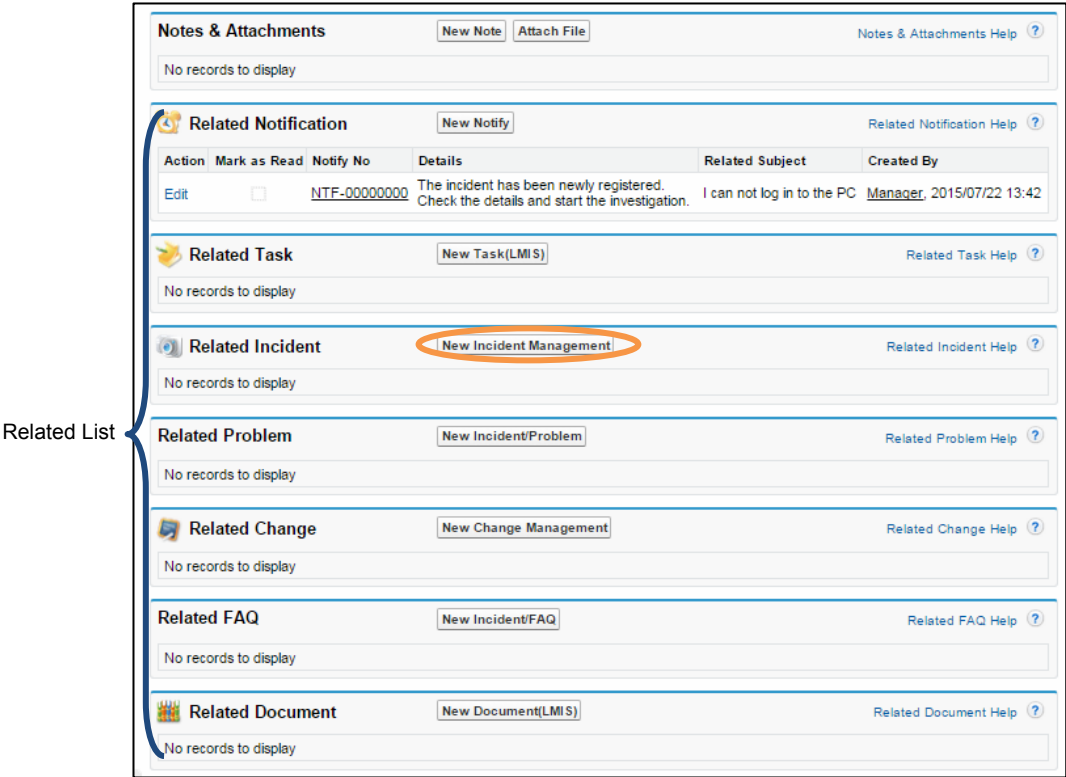 Notes & Attachments New Note Attach File Notes & Attachments Help ?
No records to display
Related Notification New Notify Related Notification Help ?
Action Mark as Read Notify No Details Related Subject Created By
Edit NTF-00000000 The incident has been newly registered. I can not log in to the PC Manager, 2015/07/22 13:42
Check the details and start the investigation.
Related Task New Task(LMIS) Related Task Help ?
No records to display
Related Incident New Incident Management Related Incident Help ?
No records to display
Related List
Related Problem New Incident/Problem Related Problem Help ?
No records to display
Related Change New Change Management Related Change Help ?
No records to display
Related FAQ New Incident/FAQ Related FAQ Help ?
No records to display
Related Document New Document(LMIS) Related Document Help ?
No records to display